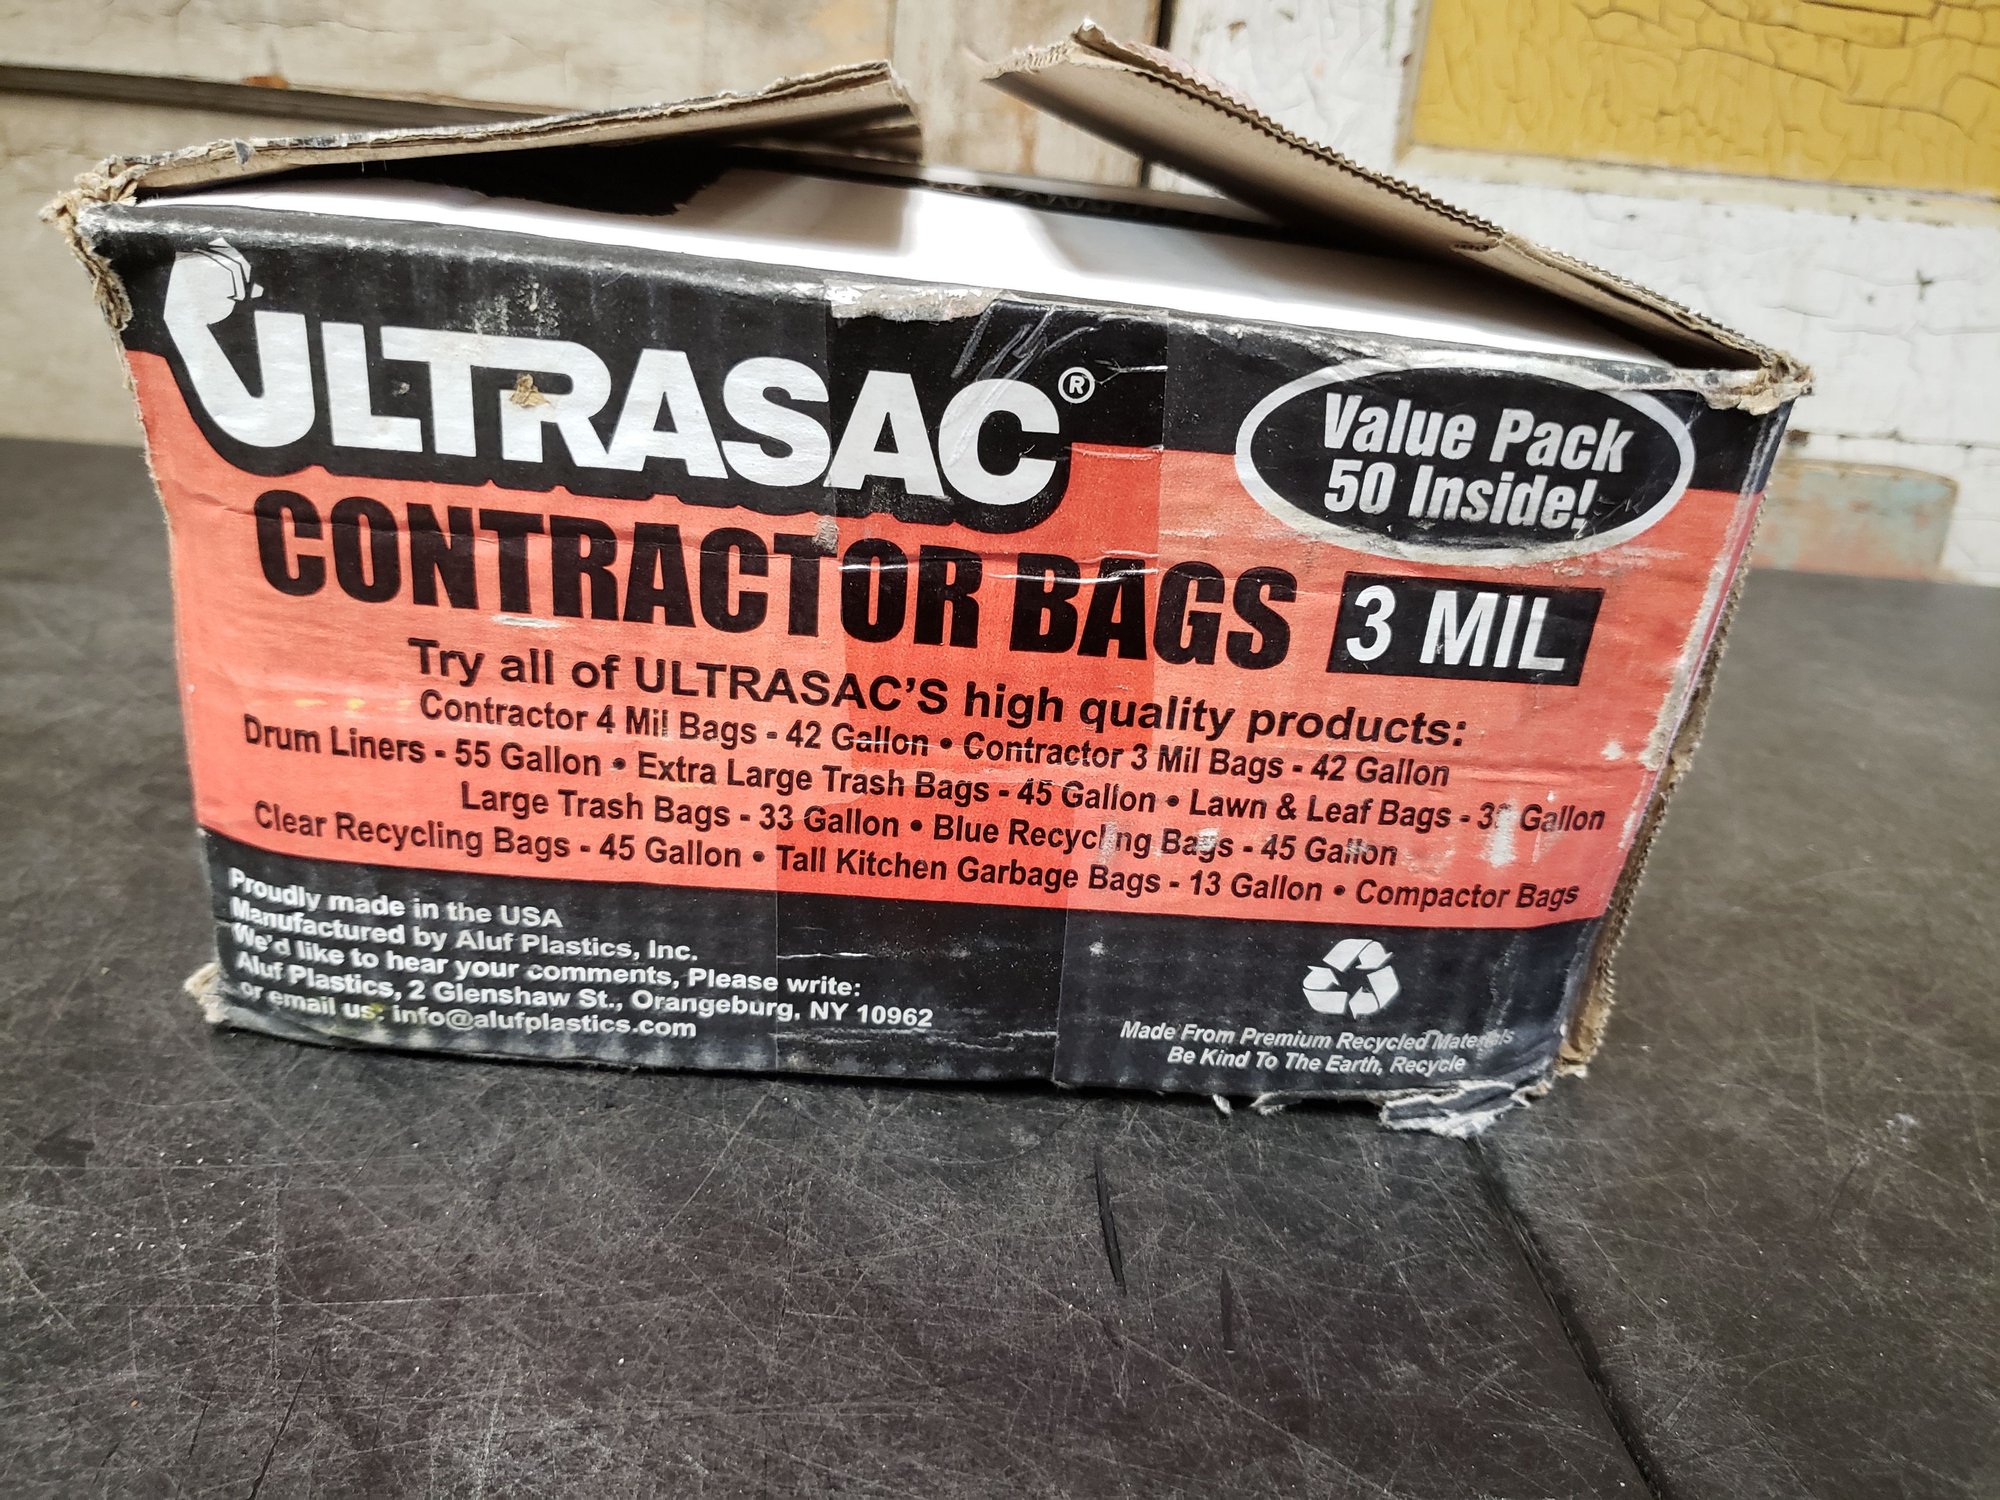 ULTRASAC®
Value Pack
50 Inside!
CONTRACTOR BAGS 3 MIL
Try all of ULTRASAC'S high quality products:
Contractor 4 Mil Bags - 42 Gallon • Contractor 3 Mil Bags - 42 Gallon
Drum Liners - 55 Gallon • Extra Large Trash Bags - 45 Gallon • Lawn & Leaf Bags - Gallon
Large Trash Bags - 33 Gallon • Blue Recycling Bags - 45 Gallon
Clear Recycling Bags - 45 Gallon • Tall Kitchen Garbage Bags - 13 Gallon • Compactor Bags
Proudly made in the USA
Manufactured by Aluf Plastics, Inc.
We'd like to hear your comments, Please write:
Aluf Plastics, 2 Glenshaw St., Orangeburg, NY 10962
or email us: info@alufplastics.com
Made From Premium Recycled Materials
Be Kind To The Earth, Recycle